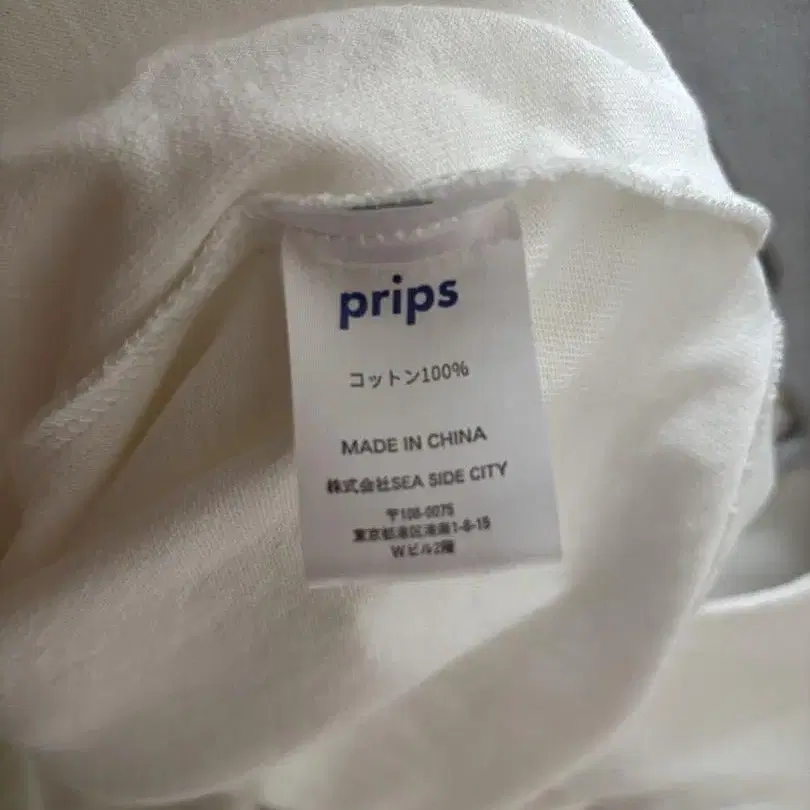 prips
コットン100%
MADE IN CHINA
株式会社SEA SIDE CITY
〒108-0075
東京都港区港南1-8-15
Wビル2階